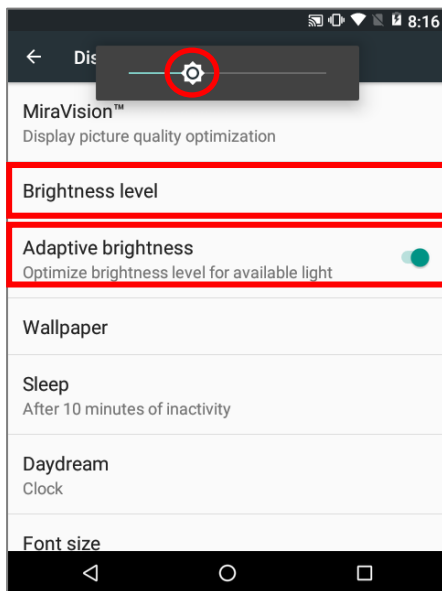 8:16
Dis
MiraVision™
Display picture quality optimization
Brightness level
Adaptive brightness
Optimize brightness level for available light
Wallpaper
Sleep
After 10 minutes of inactivity
Daydream
Clock
Font size